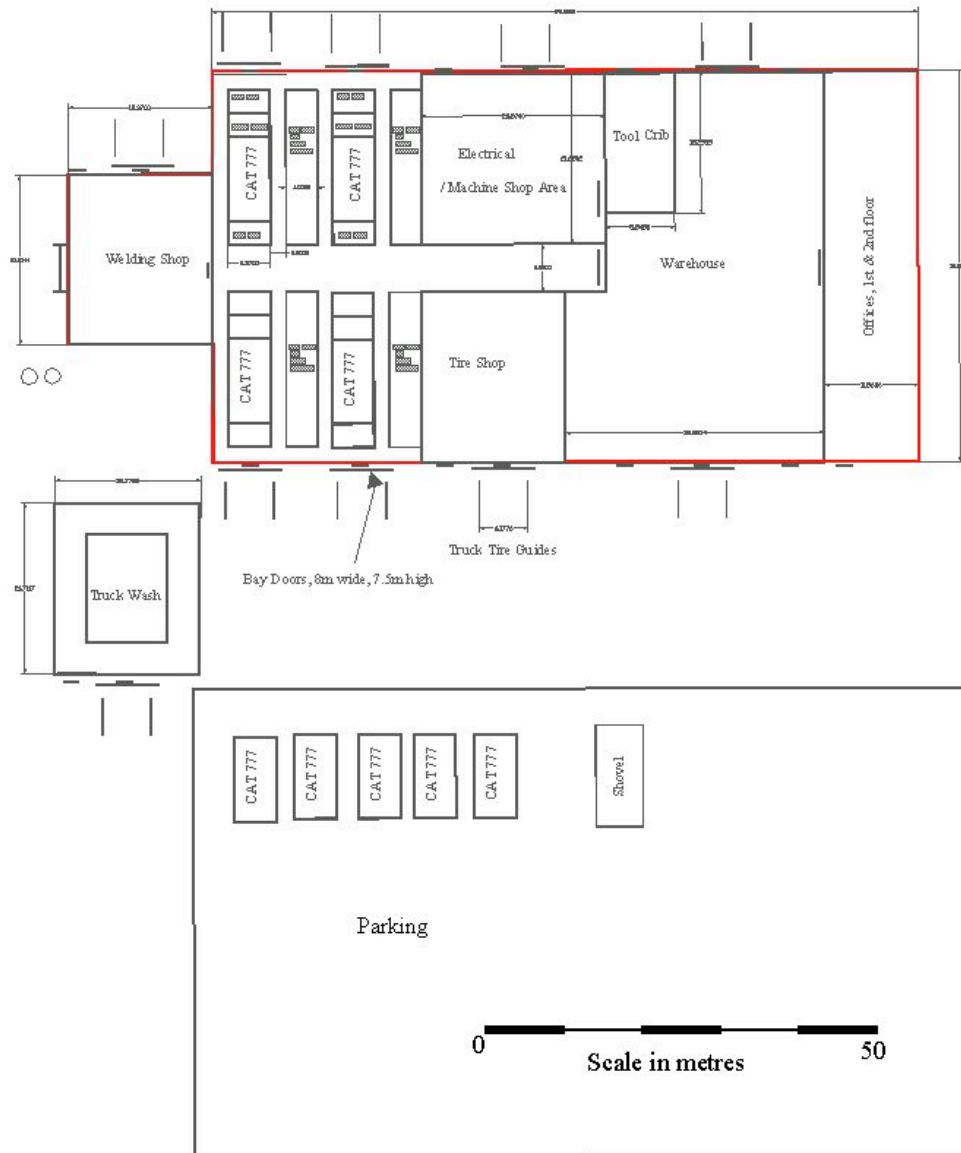 Electrical
/ Machine Shop Area
Tool Crib
CAT 777
CAT 777
Welding Shop
Warehouse
Offices, 1st & 2nd floor
CAT 777
CAT 777
Tire Shop
Truck Tire Guides
Bay Doors, 8m wide, 7.5m high
Truck Wash
CAT 777
CAT 777
CAT 777
CAT 777
CAT 777
Shovel
Parking
0
50
Scale in metres